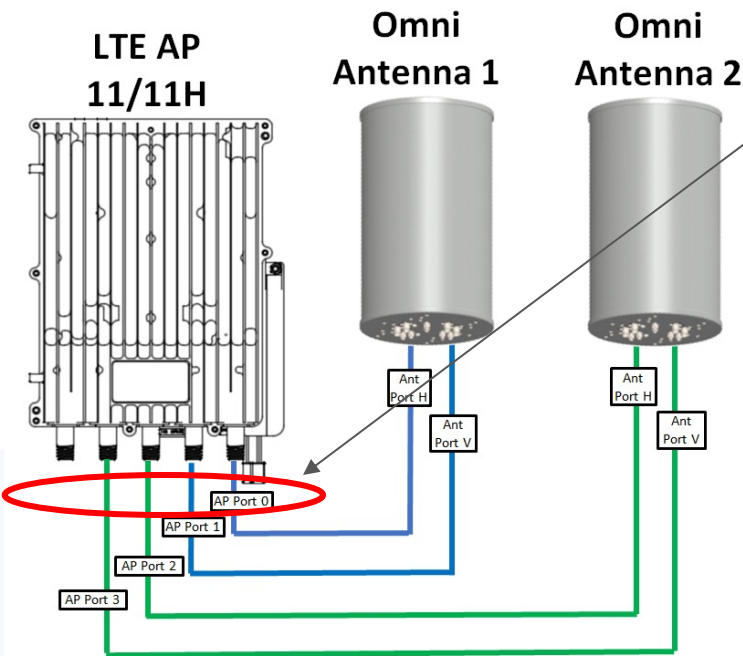 LTE AP
11/11H
Omni
Antenna 1
Omni
Antenna 2
Ant
Port H
Ant
Port V
Ant
Port H
Ant
Port V
AP Port 0
AP Port 1
AP Port 2
AP Port 3